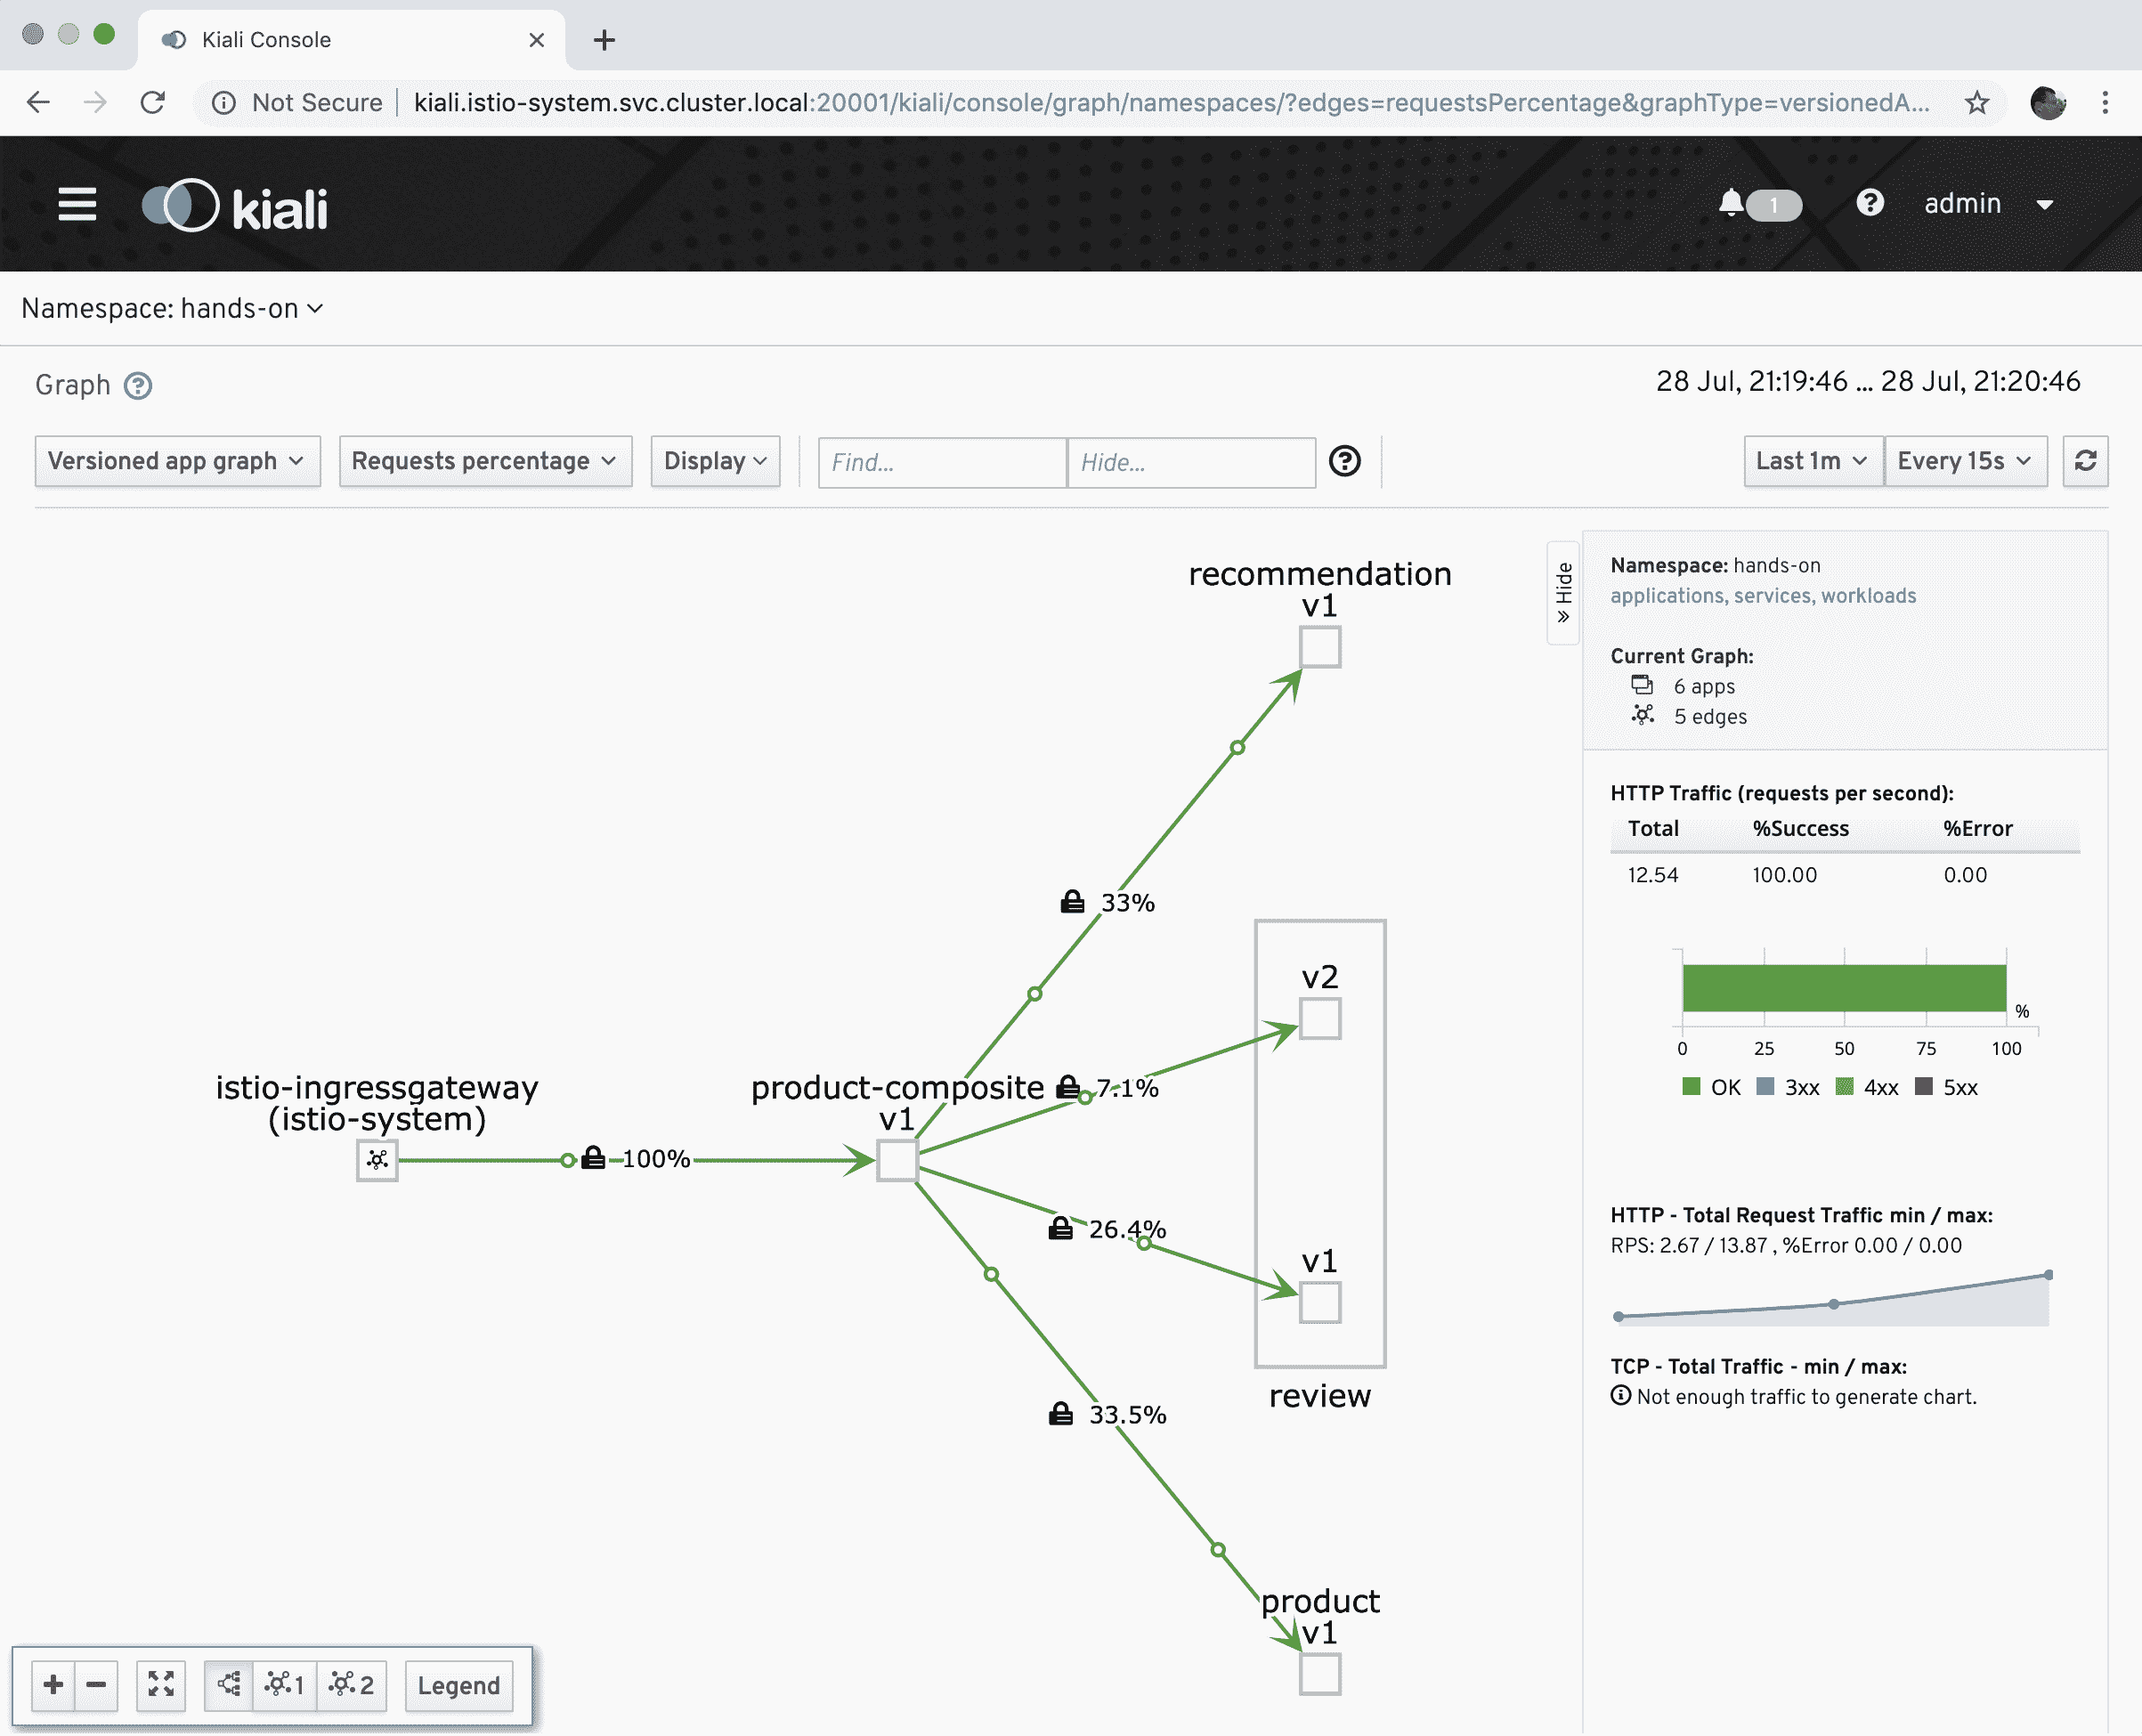 Kiali Console
Not Secure kiali.istio-system.svc.cluster.local:20001/kiali/console/graph/namespaces/?edges=requestsPercentage&graphType=versionedA...
kiali 1 admin
Namespace: hands-on
Graph 28 Jul, 21:19:46 ... 28 Jul, 21:20:46
Versioned app graph Requests percentage Display Find... Hide... Last 1m Every 15s
recommendation
v1
33%
v2
7.1%
istio-ingressgateway
(istio-system)
100%
product-composite
v1
26.4%
v1
review
33.5%
product
v1
Hide
Namespace: hands-on
applications, services, workloads
Current Graph:
6 apps
5 edges
HTTP Traffic (requests per second):
Total %Success %Error
12.54 100.00 0.00
%
0 25 50 75 100
OK 3xx 4xx 5xx
HTTP - Total Request Traffic min / max:
RPS: 2.67 / 13.87 , %Error 0.00 / 0.00
TCP - Total Traffic - min / max:
Not enough traffic to generate chart.
1 2 Legend